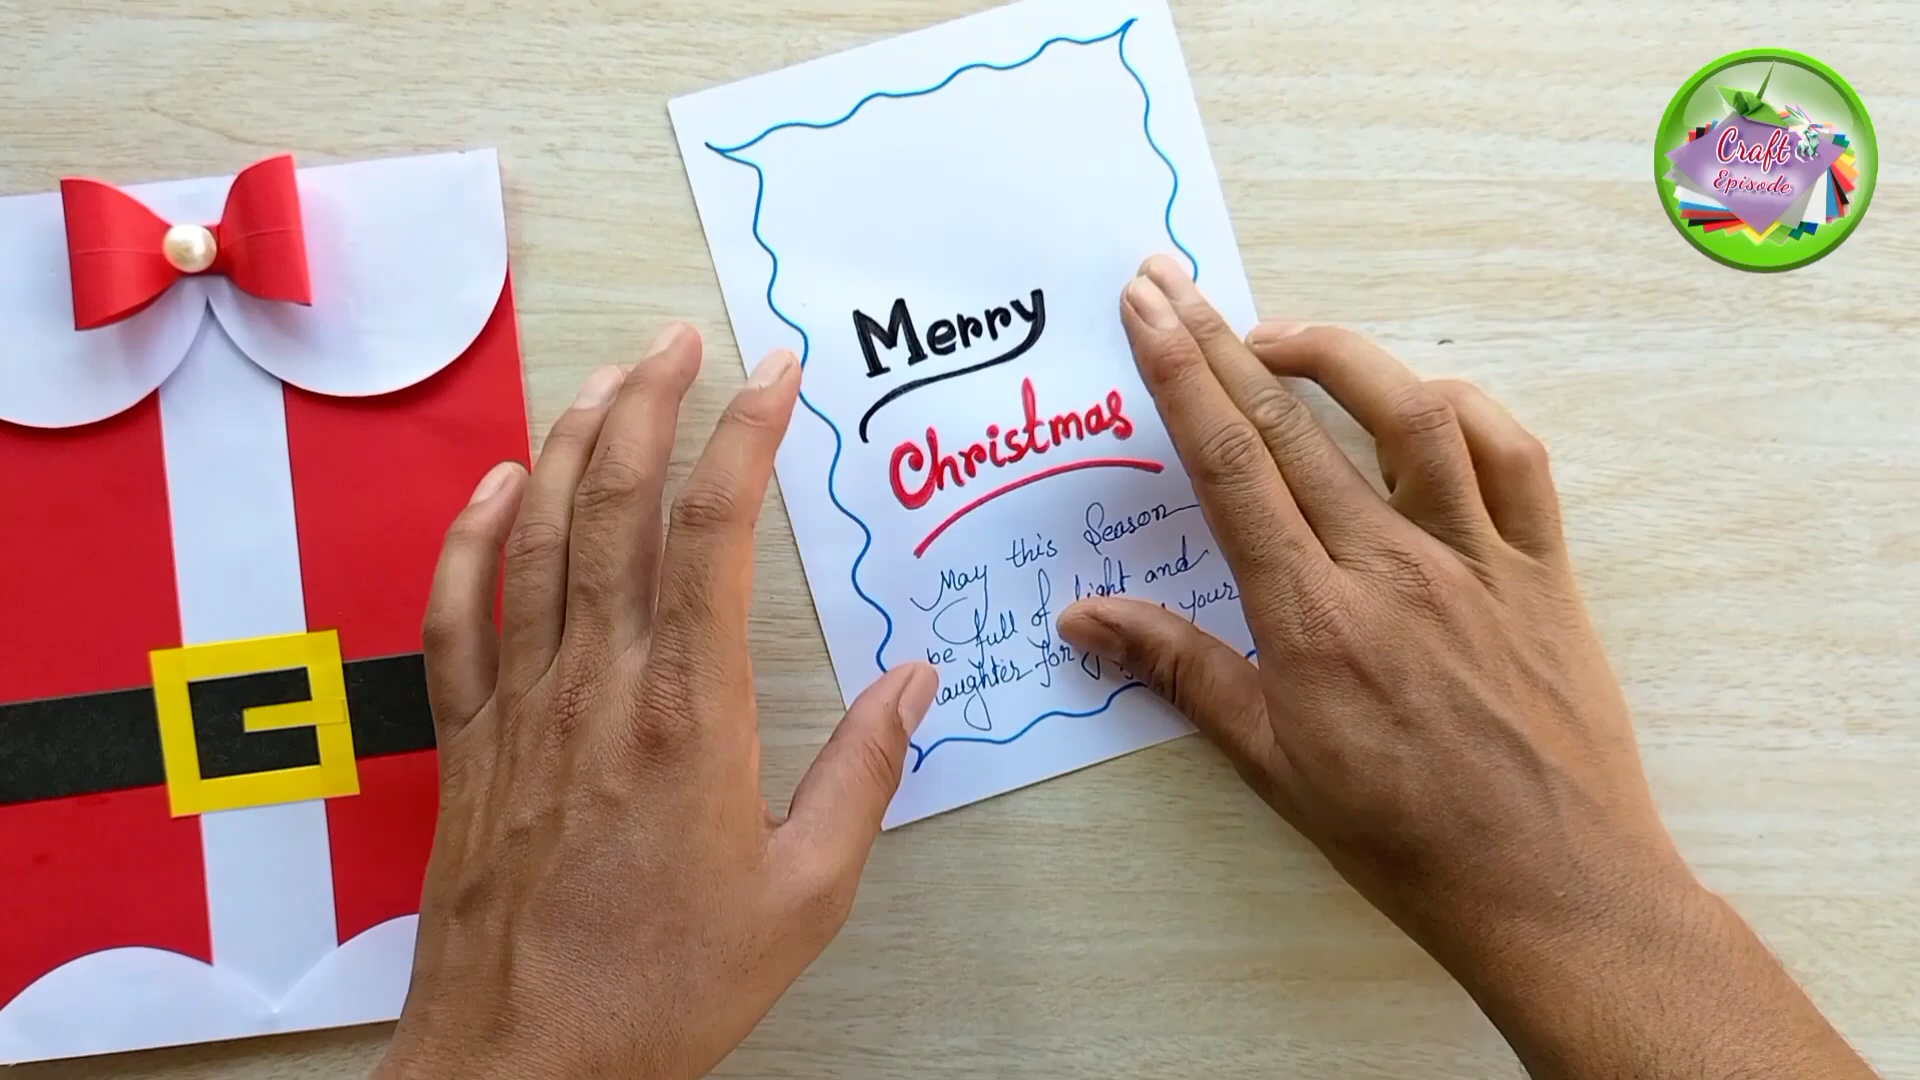 Merry
Christmas
May this Season
be full of light and
laughter for your
Craft
Episode